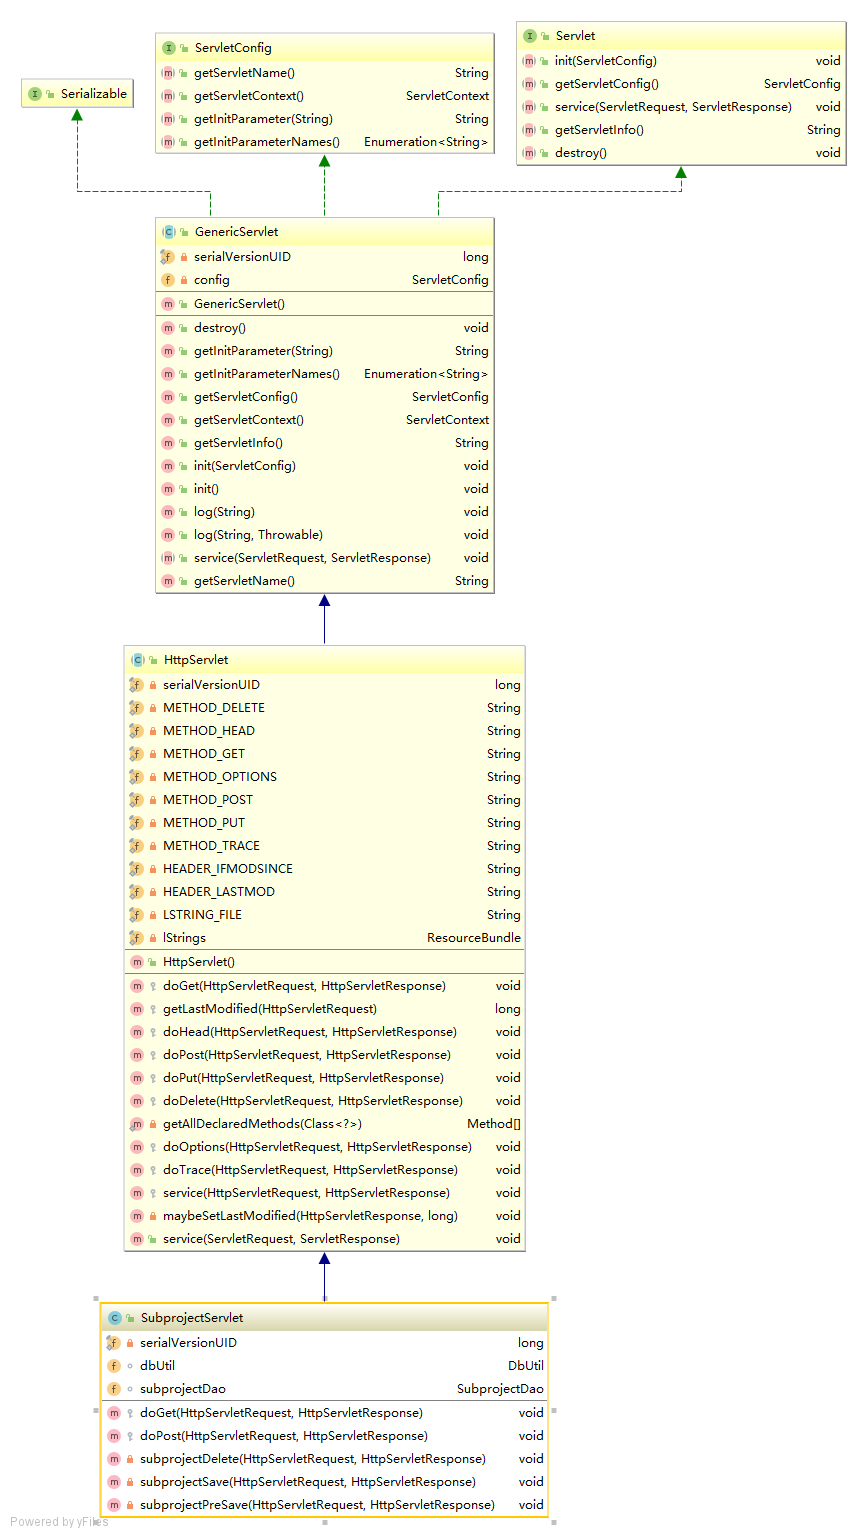 ServletConfig
getServletName() String
getServletContext() ServletContext
getInitParameter(String) String
getInitParameterNames() Enumeration<String>
Servlet
init(ServletConfig) void
getServletConfig() ServletConfig
service(ServletRequest, ServletResponse) void
getServletInfo() String
destroy() void
Serializable
GenericServlet
serialVersionUID long
config ServletConfig
GenericServlet()
destroy() void
getInitParameter(String) String
getInitParameterNames() Enumeration<String>
getServletConfig() ServletConfig
getServletContext() ServletContext
getServletInfo() String
init(ServletConfig) void
init() void
log(String) void
log(String, Throwable) void
service(ServletRequest, ServletResponse) void
getServletName() String
HttpServlet
serialVersionUID long
METHOD_DELETE String
METHOD_HEAD String
METHOD_GET String
METHOD_OPTIONS String
METHOD_POST String
METHOD_PUT String
METHOD_TRACE String
HEADER_IFMODSINCE String
HEADER_LASTMOD String
LSTRING_FILE String
lStrings ResourceBundle
HttpServlet()
doGet(HttpServletRequest, HttpServletResponse) void
getLastModified(HttpServletRequest) long
doHead(HttpServletRequest, HttpServletResponse) void
doPost(HttpServletRequest, HttpServletResponse) void
doPut(HttpServletRequest, HttpServletResponse) void
doDelete(HttpServletRequest, HttpServletResponse) void
getAllDeclaredMethods(Class<?>) Method[]
doOptions(HttpServletRequest, HttpServletResponse) void
doTrace(HttpServletRequest, HttpServletResponse) void
service(HttpServletRequest, HttpServletResponse) void
maybeSetLastModified(HttpServletResponse, long) void
service(ServletRequest, ServletResponse) void
SubprojectServlet
serialVersionUID long
dbUtil DbUtil
subprojectDao SubprojectDao
doGet(HttpServletRequest, HttpServletResponse) void
doPost(HttpServletRequest, HttpServletResponse) void
subprojectDelete(HttpServletRequest, HttpServletResponse) void
subprojectSave(HttpServletRequest, HttpServletResponse) void
subprojectPreSave(HttpServletRequest, HttpServletResponse) void
Powered by yFiles